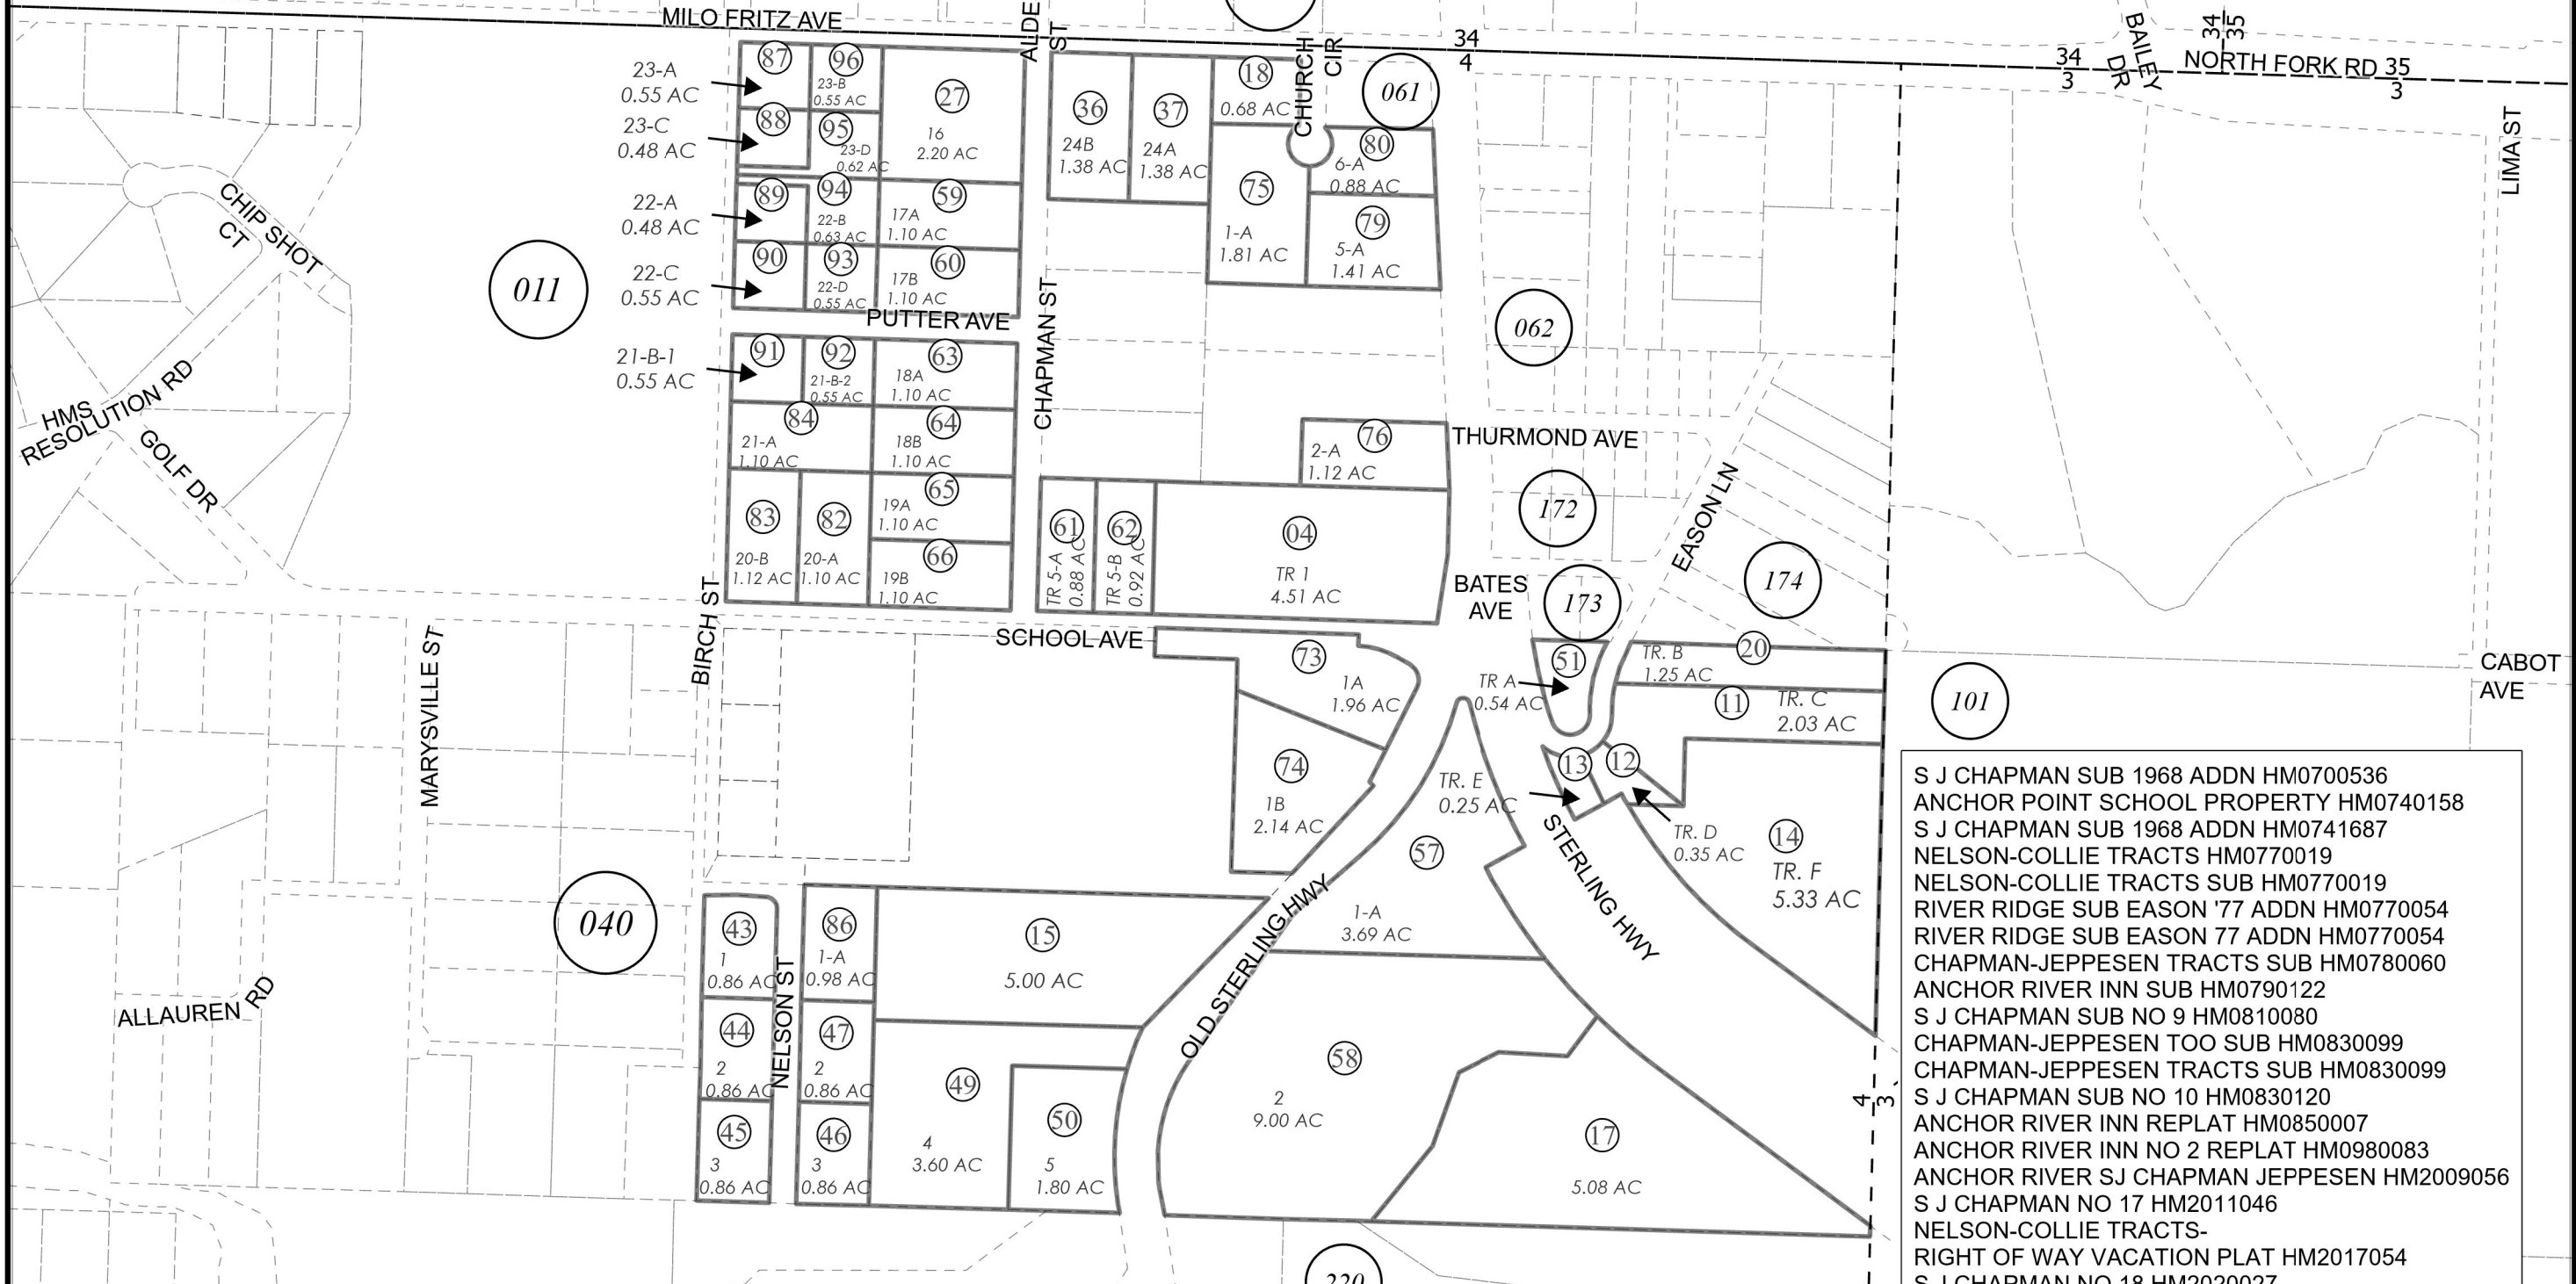 MILO FRITZ AVE
ALDE
ST
34
4
34
3
BAILEY
DR
34
35
NORTH FORK RD 35
3
LIMA ST
CHURCH
CIR
061
23-A
0.55 AC
87
96
23-B
0.55 AC
27
16
2.20 AC
36
24B
1.38 AC
37
24A
1.38 AC
18
0.68 AC
23-C
0.48 AC
88
95
23-D
0.62 AC
80
6-A
0.88 AC
75
1-A
1.81 AC
79
5-A
1.41 AC
CHIP SHOT
CT
011
22-A
0.48 AC
89
94
22-B
0.63 AC
59
17A
1.10 AC
22-C
0.55 AC
90
93
22-D
0.55 AC
60
17B
1.10 AC
PUTTER AVE
CHAPMAN ST
062
21-B-1
0.55 AC
91
92
21-B-2
0.55 AC
63
18A
1.10 AC
HMS
RESOLUTION RD
GOLF DR
84
21-A
1.10 AC
64
18B
1.10 AC
76
2-A
1.12 AC
THURMOND AVE
83
20-B
1.12 AC
82
20-A
1.10 AC
65
19A
1.10 AC
66
19B
1.10 AC
61
TR 5-A
0.88 AC
62
TR 5-B
0.92 AC
04
TR 1
4.51 AC
172
EASON LN
174
BATES
AVE
173
BIRCH ST
MARYSVILLE ST
SCHOOL AVE
73
1A
1.96 AC
51
TR A
0.54 AC
20
TR. B
1.25 AC
11
TR. C
2.03 AC
101
CABOT
AVE
74
1B
2.14 AC
13
12
TR. E
0.25 AC
TR. D
0.35 AC
14
TR. F
5.33 AC
STERLING HWY
57
1-A
3.69 AC
OLD STERLING HWY
040
ALLAUREN RD
43
1
0.86 AC
NELSON ST
86
1-A
0.98 AC
15
5.00 AC
44
2
0.86 AC
47
2
0.86 AC
49
4
3.60 AC
50
5
1.80 AC
45
3
0.86 AC
46
3
0.86 AC
58
2
9.00 AC
17
5.08 AC
4
3
220
S J CHAPMAN SUB 1968 ADDN HM0700536
ANCHOR POINT SCHOOL PROPERTY HM0740158
S J CHAPMAN SUB 1968 ADDN HM0741687
NELSON-COLLIE TRACTS HM0770019
NELSON-COLLIE TRACTS SUB HM0770019
RIVER RIDGE SUB EASON '77 ADDN HM0770054
RIVER RIDGE SUB EASON 77 ADDN HM0770054
CHAPMAN-JEPPESEN TRACTS SUB HM0780060
ANCHOR RIVER INN SUB HM0790122
S J CHAPMAN SUB NO 9 HM0810080
CHAPMAN-JEPPESEN TOO SUB HM0830099
CHAPMAN-JEPPESEN TRACTS SUB HM0830099
S J CHAPMAN SUB NO 10 HM0830120
ANCHOR RIVER INN REPLAT HM0850007
ANCHOR RIVER INN NO 2 REPLAT HM0980083
ANCHOR RIVER SJ CHAPMAN JEPPESEN HM2009056
S J CHAPMAN NO 17 HM2011046
NELSON-COLLIE TRACTS-
RIGHT OF WAY VACATION PLAT HM2017054
S J CHAPMAN NO 18 HM2020027